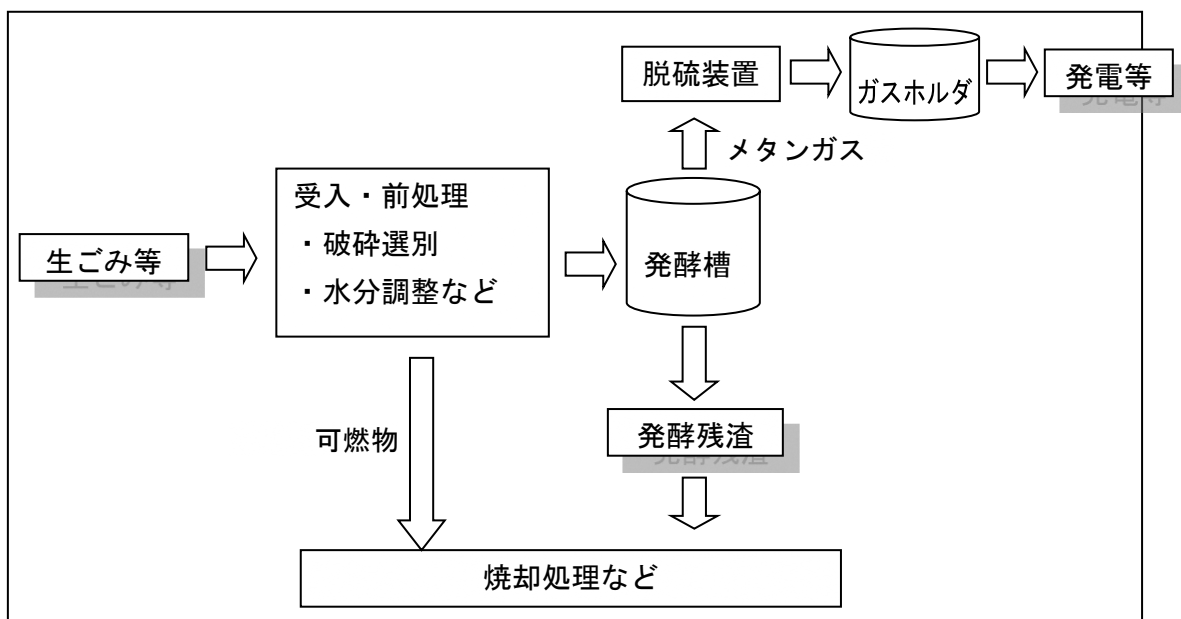 脱硫装置
ガスホルダ
発電等
メタンガス
受入・前処理
・破砕選別
・水分調整など
生ごみ等
発酵槽
可燃物
発酵残渣
焼却処理など